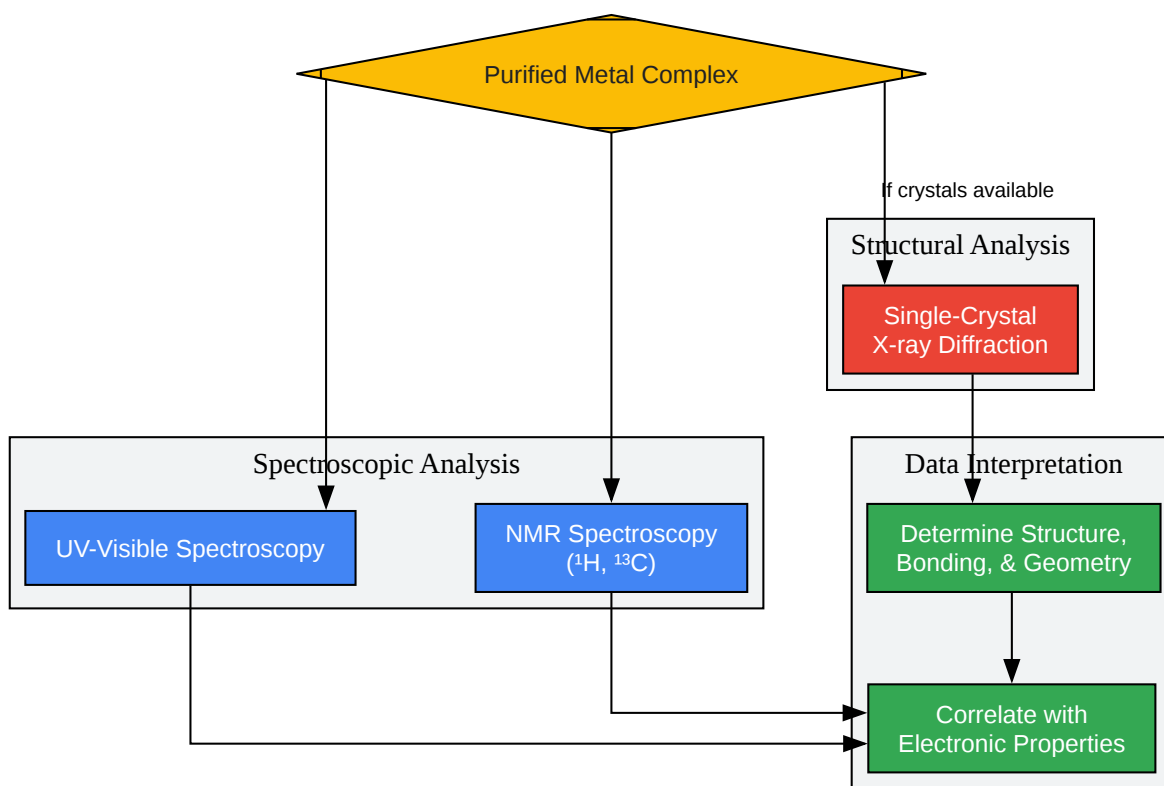 Purified Metal Complex
If crystals available
Structural Analysis
Single-Crystal
X-ray Diffraction
Spectroscopic Analysis
UV-Visible Spectroscopy
NMR Spectroscopy
(¹H, ¹³C)
Data Interpretation
Determine Structure,
Bonding, & Geometry
Correlate with
Electronic Properties